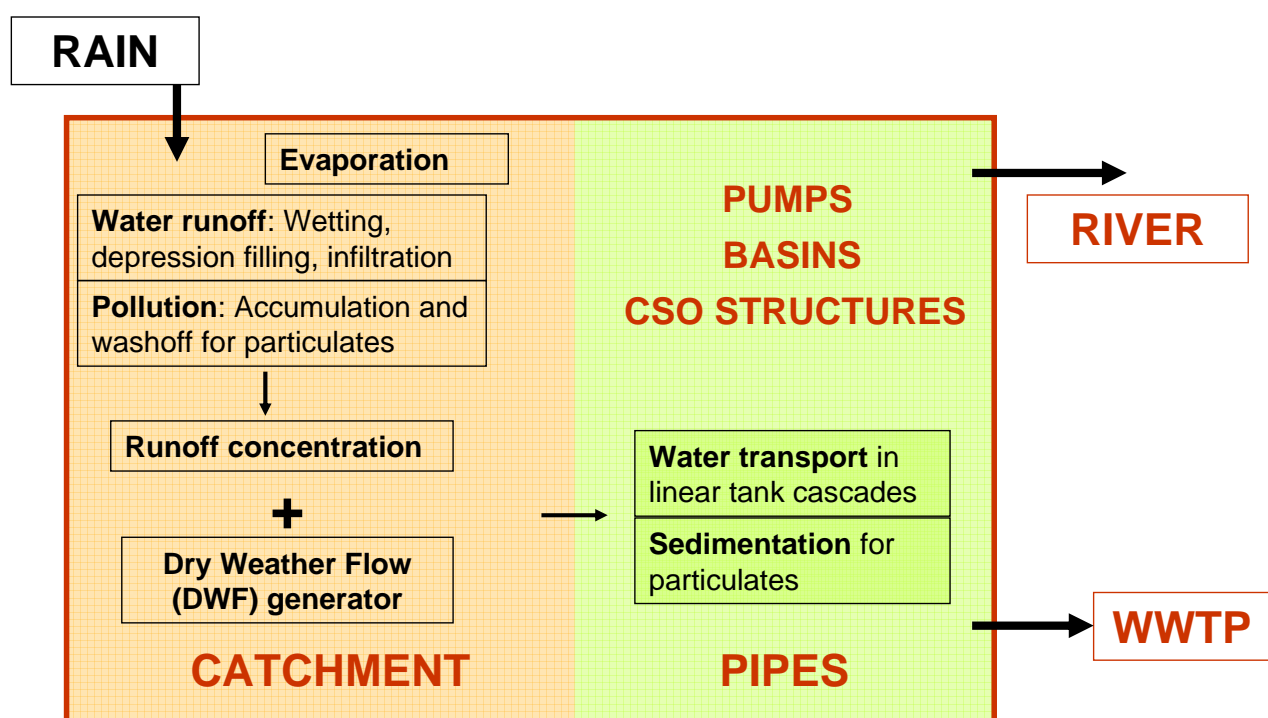 RAIN
Evaporation
Water runoff: Wetting,
depression filling, infiltration
Pollution: Accumulation and
washoff for particulates
Runoff concentration
+
Dry Weather Flow
(DWF) generator
CATCHMENT
PUMPS
BASINS
CSO STRUCTURES
Water transport in
linear tank cascades
Sedimentation for
particulates
PIPES
RIVER
WWTP